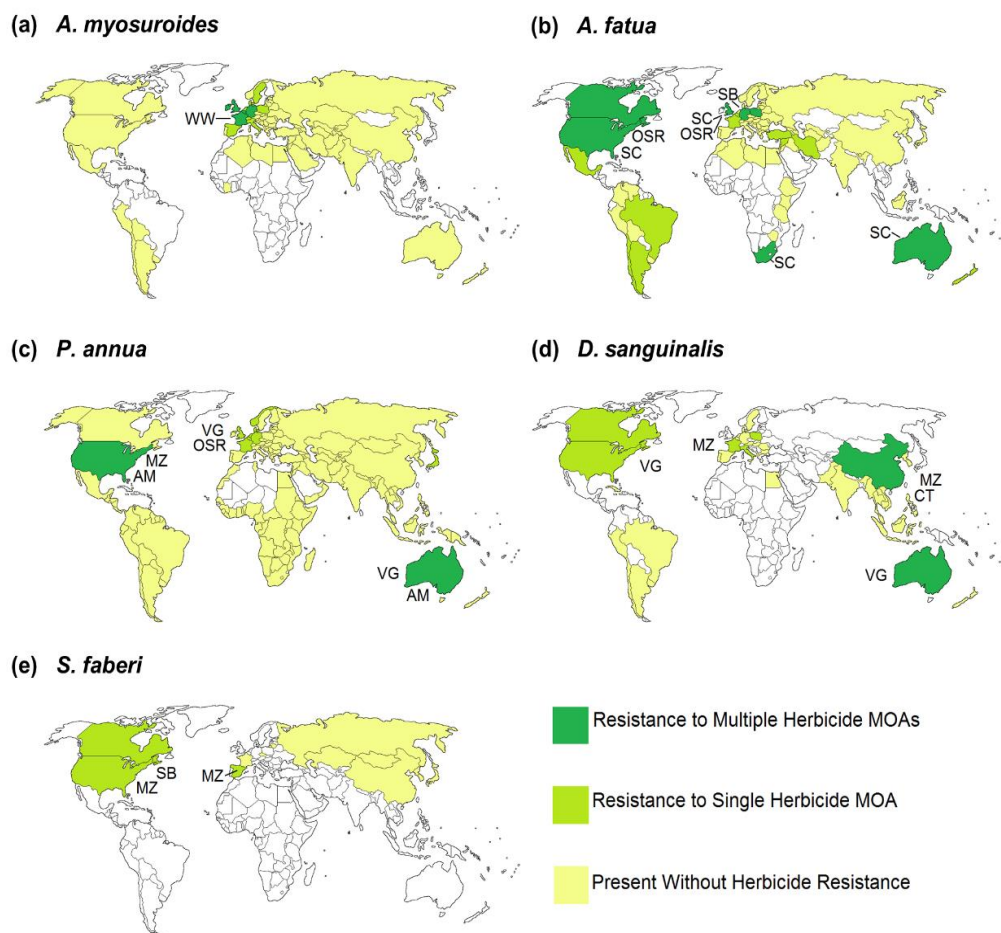 (a) A. myosuroides
WW
(b) A. fatua
SB
SC
OSR
OSR
SC
SC
SC
(c) P. annua
VG
OSR
MZ
AM
VG
AM
(d) D. sanguinalis
MZ
VG
MZ
CT
VG
(e) S. faberi
SB
MZ
MZ
Resistance to Multiple Herbicide MOAs
Resistance to Single Herbicide MOA
Present Without Herbicide Resistance